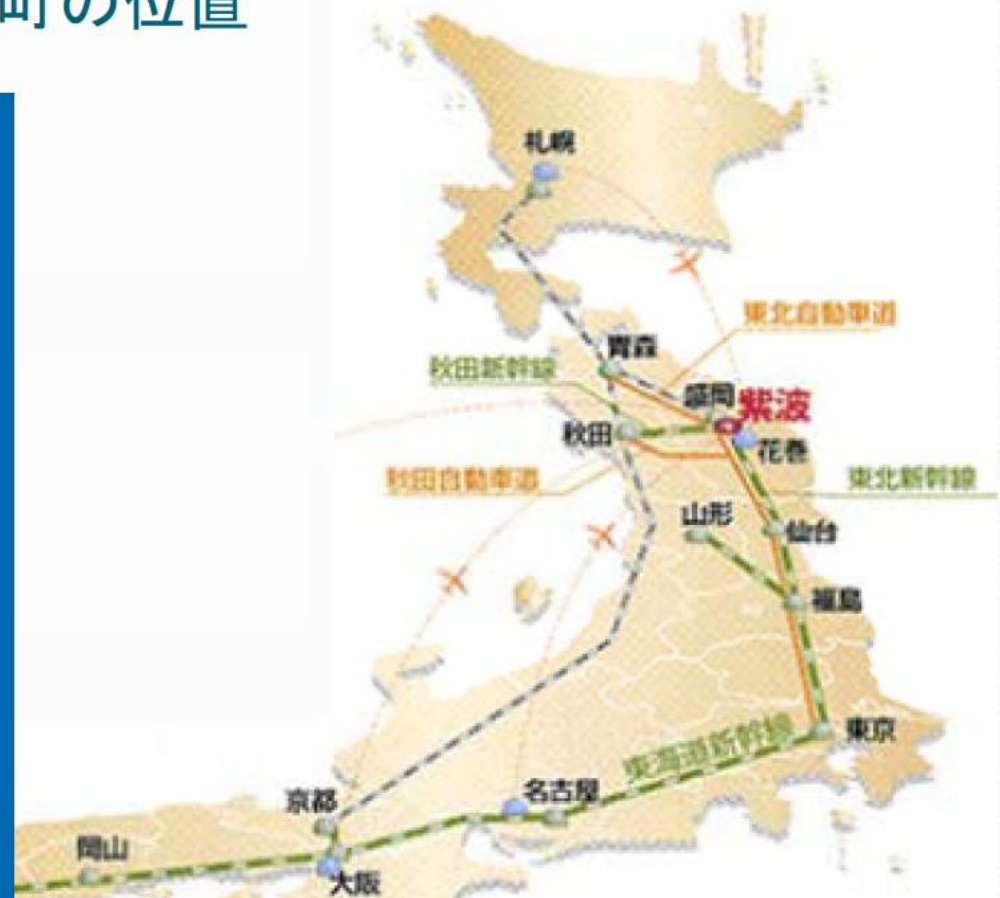 町の位置
札幌
東北自動車道
青森
秋田新幹線
盛岡
紫波
秋田
花巻
秋田自動車道
東北新幹線
山形
仙台
福島
東京
東海道新幹線
名古屋
京都
岡山
大阪